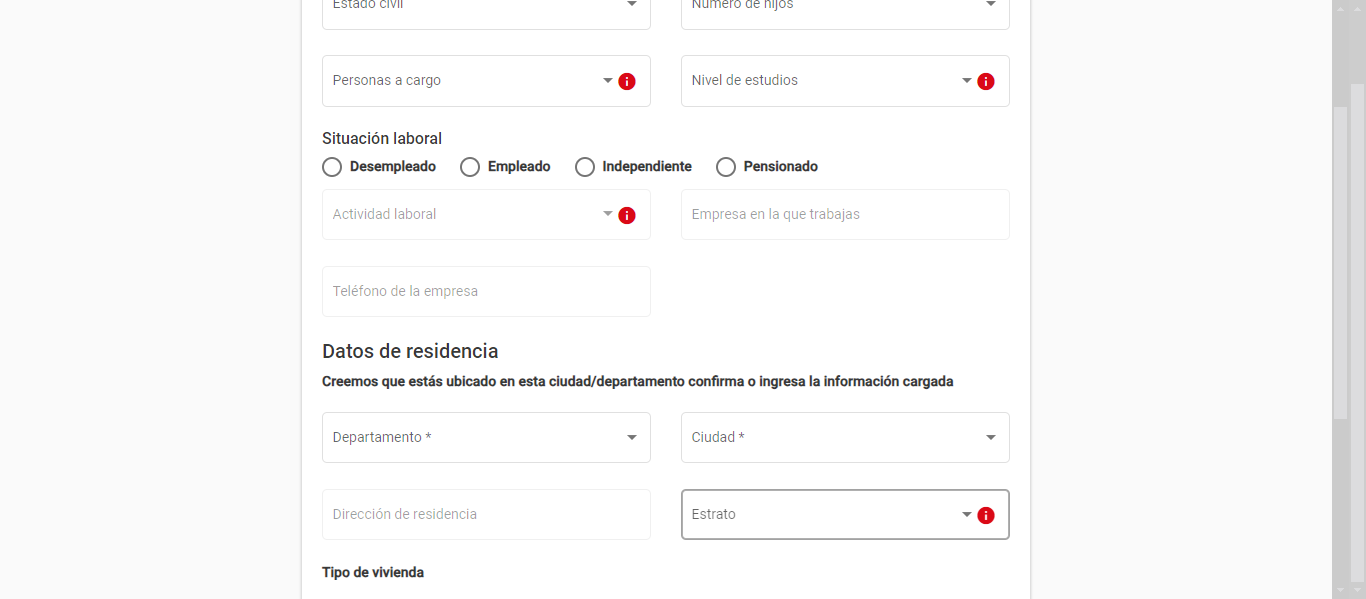 Estado civil
Número de hijos
Personas a cargo
Nivel de estudios
Situación laboral
Desempleado
Empleado
Independiente
Pensionado
Actividad laboral
Empresa en la que trabajas
Teléfono de la empresa
Datos de residencia
Creemos que estás ubicado en esta ciudad/departamento confirma o ingresa la información cargada
Departamento *
Ciudad *
Dirección de residencia
Estrato
Tipo de vivienda